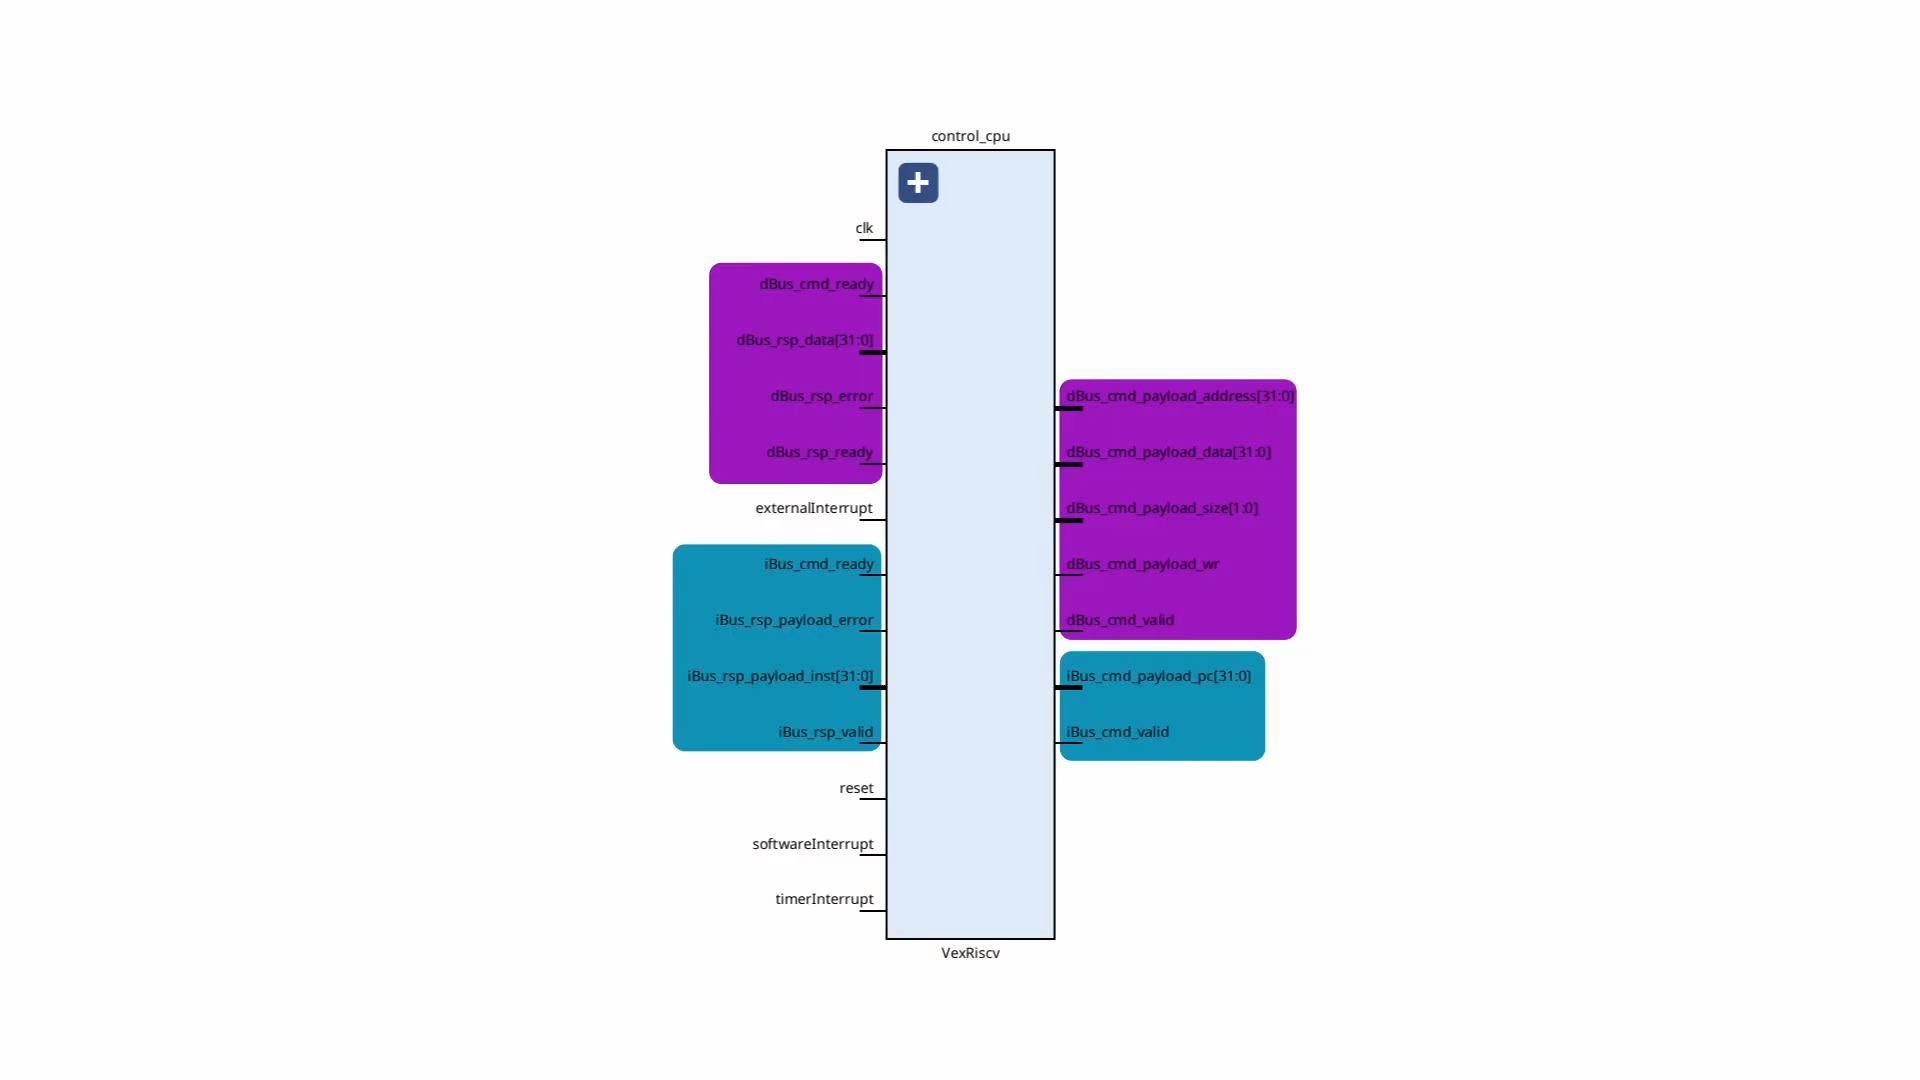 control_cpu
clk
dBus_cmd_ready
dBus_rsp_data[31:0]
dBus_rsp_error
dBus_rsp_ready
externalInterrupt
iBus_cmd_ready
iBus_rsp_payload_error
iBus_rsp_payload_inst[31:0]
iBus_rsp_valid
reset
softwareInterrupt
timerInterrupt
dBus_cmd_payload_address[31:0]
dBus_cmd_payload_data[31:0]
dBus_cmd_payload_size[1:0]
dBus_cmd_payload_wr
dBus_cmd_valid
iBus_cmd_payload_pc[31:0]
iBus_cmd_valid
VexRiscv